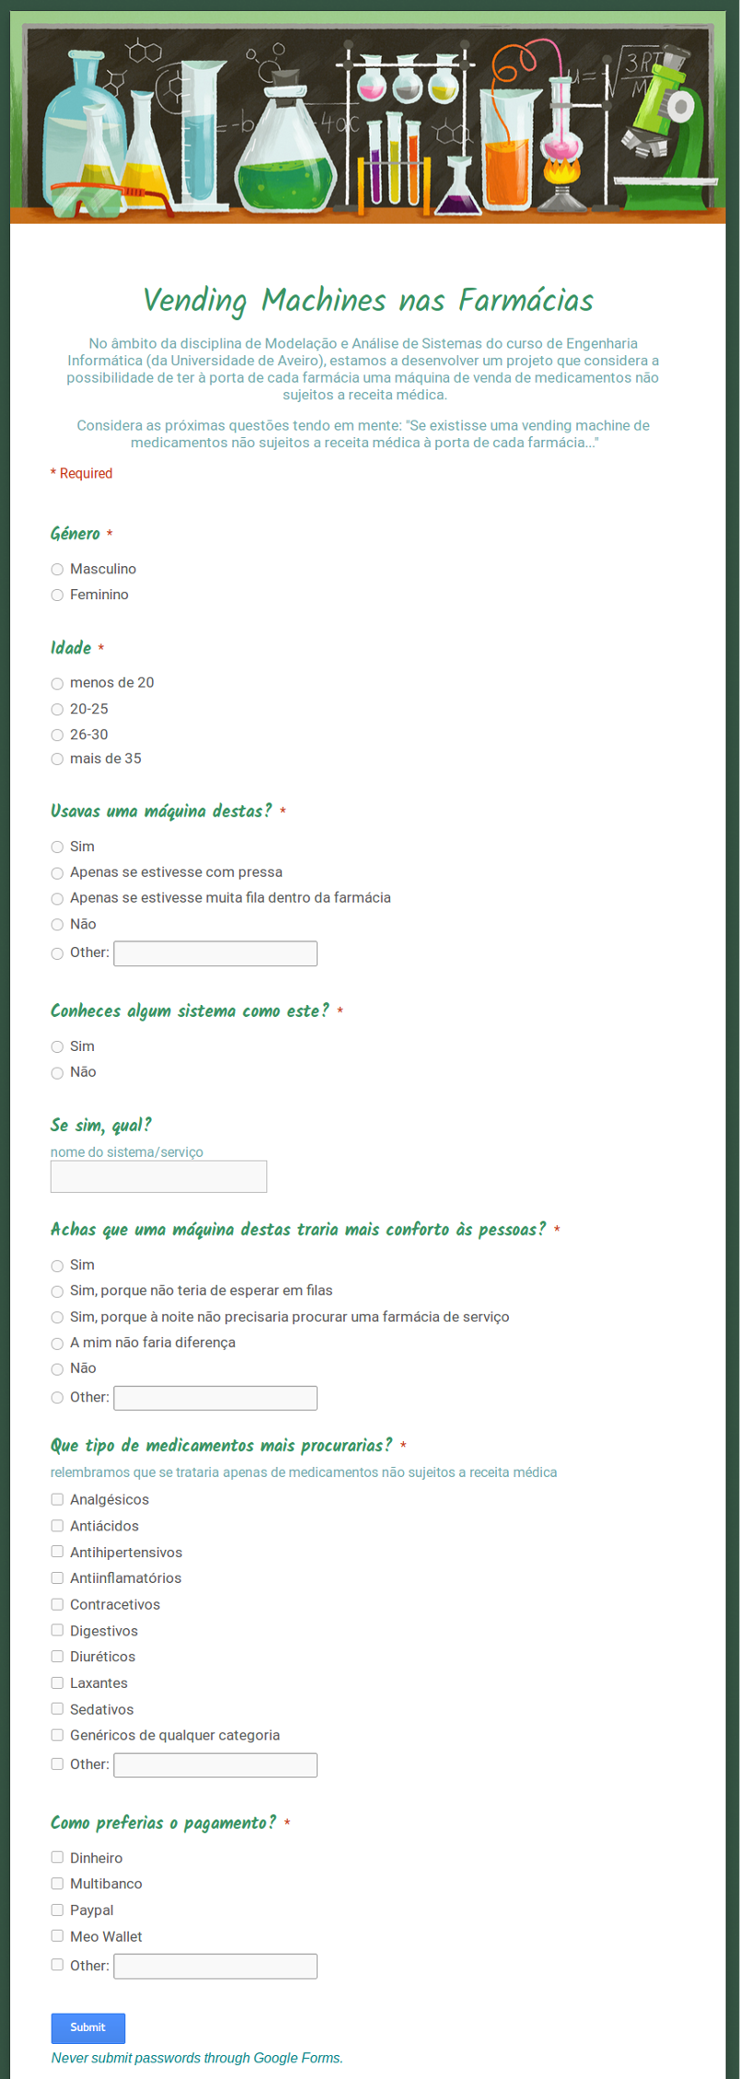 Vending Machines nas Farmácias
No âmbito da disciplina de Modelação e Análise de Sistemas do curso de Engenharia
Informática (da Universidade de Aveiro), estamos a desenvolver um projeto que considera a
possibilidade de ter à porta de cada farmácia uma máquina de venda de medicamentos não
sujeitos a receita médica.
Considera as próximas questões tendo em mente: "Se existisse uma vending machine de
medicamentos não sujeitos a receita médica à porta de cada farmácia..."
* Required
Género *
Masculino
Feminino
Idade *
menos de 20
20-25
26-30
mais de 35
Usavas uma máquina destas? *
Sim
Apenas se estivesse com pressa
Apenas se estivesse muita fila dentro da farmácia
Não
Other:
Conheces algum sistema como este? *
Sim
Não
Se sim, qual?
nome do sistema/serviço
Achas que uma máquina destas traria mais conforto às pessoas? *
Sim
Sim, porque não teria de esperar em filas
Sim, porque à noite não precisaria procurar uma farmácia de serviço
A mim não faria diferença
Não
Other:
Que tipo de medicamentos mais procurarias? *
relembramos que se trataria apenas de medicamentos não sujeitos a receita médica
Analgésicos
Antiácidos
Antihipertensivos
Antiinflamatórios
Contracetivos
Digestivos
Diuréticos
Laxantes
Sedativos
Genéricos de qualquer categoria
Other:
Como preferias o pagamento? *
Dinheiro
Multibanco
Paypal
Meo Wallet
Other:
Submit
Never submit passwords through Google Forms.